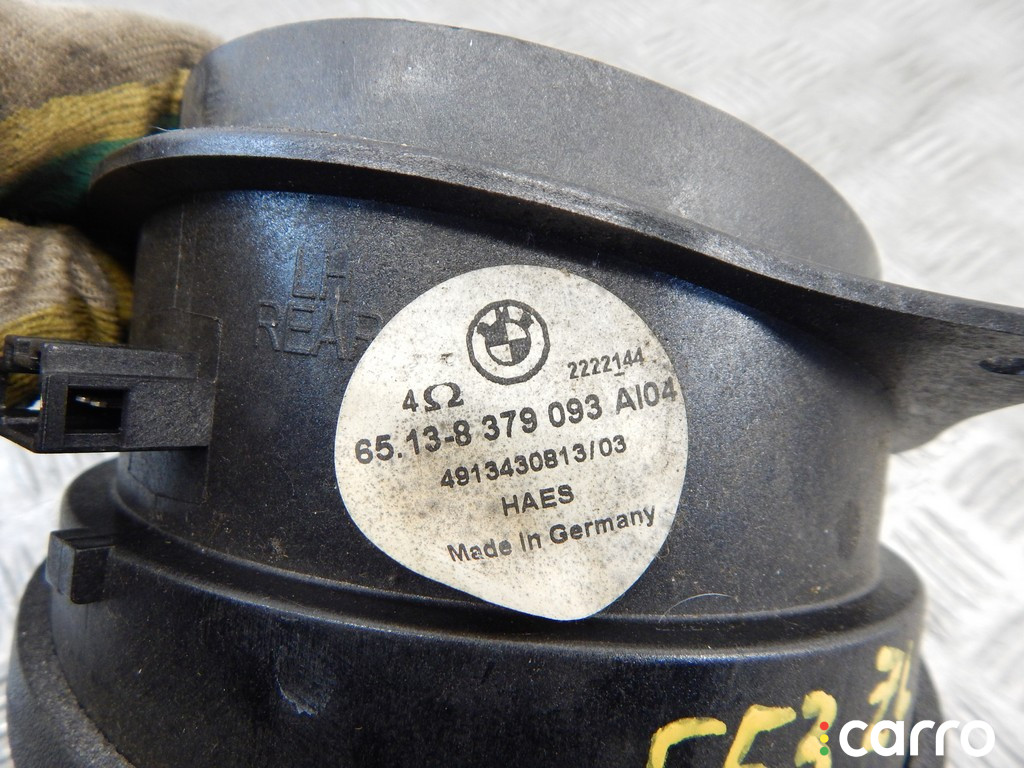 LH
REAR
2222144
4Ω
65.13-8 379 093 AI04
4913430813/03
HAES
Made In Germany
carro